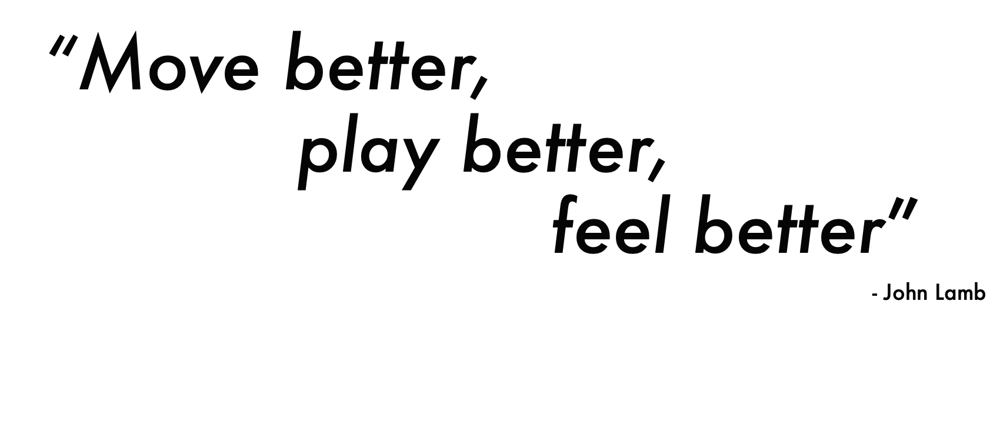 “Move better,
play better,
feel better”
- John Lamb